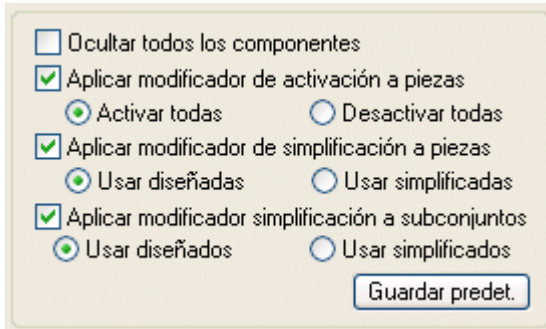 Ocultar todos los componentes
Aplicar modificador de activación a piezas
Activar todas Desactivar todas
Aplicar modificador de simplificación a piezas
Usar diseñadas Usar simplificadas
Aplicar modificador simplificación a subconjuntos
Usar diseñados Usar simplificados
Guardar predet.